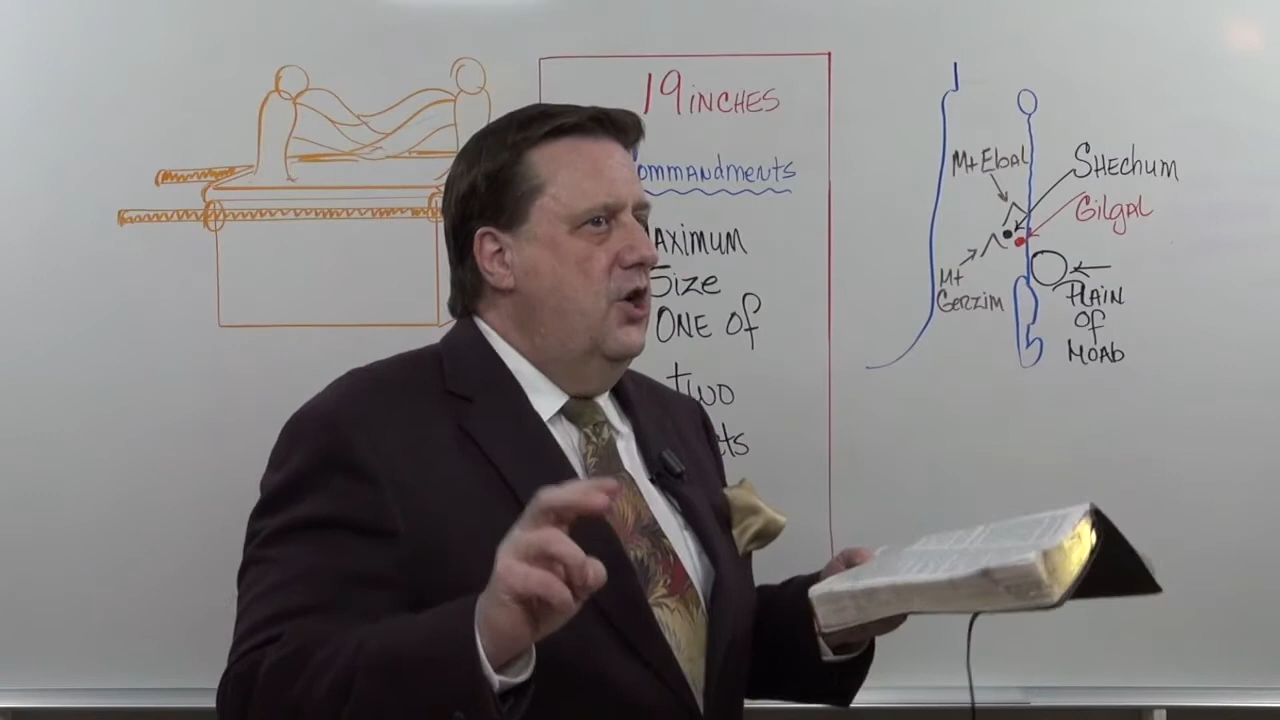 19 INCHES
ommandments
aximum
Size
ONE of
two
ts
Mt Ebal
Shechum
Gilgal
Mt
Gerzim
Plain
of
Moab